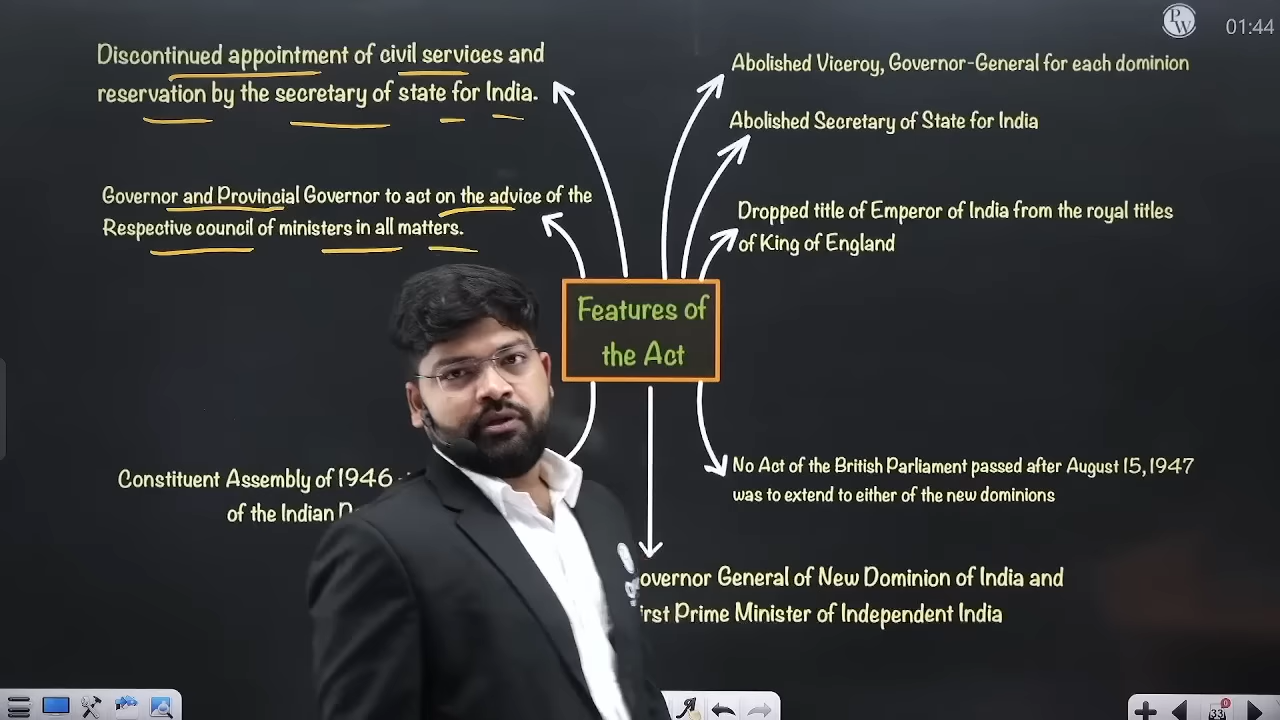 PW
01:44
Discontinued appointment of civil services and
reservation by the secretary of state for India.
Governor and Provincial Governor to act on the advice of the
Respective council of ministers in all matters.
Constituent Assembly of 1946
of the Indian
Abolished Viceroy, Governor-General for each dominion
Abolished Secretary of State for India
Dropped title of Emperor of India from the royal titles
of King of England
Features of
the Act
No Act of the British Parliament passed after August 15, 1947
was to extend to either of the new dominions
overnor General of New Dominion of India and
irst Prime Minister of Independent India
33
0